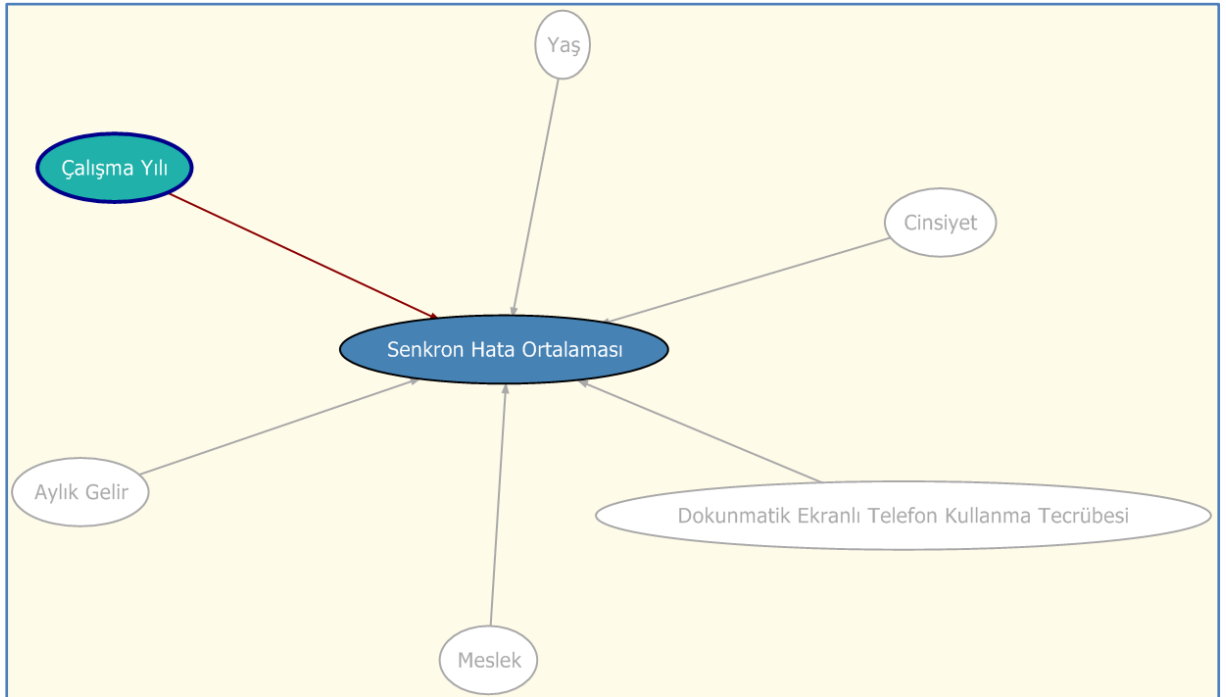 Yaş
Çalışma Yılı
Cinsiyet
Senkron Hata Ortalaması
Aylık Gelir
Dokunmatik Ekranlı Telefon Kullanma Tecrübesi
Meslek